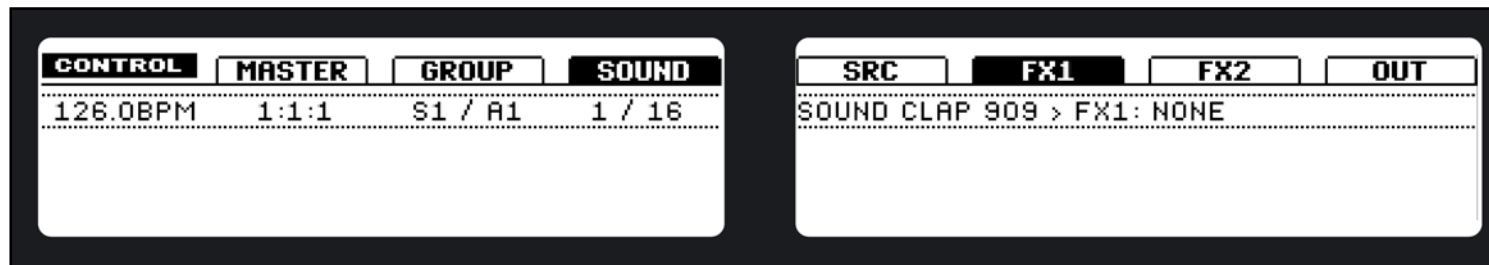 CONTROL MASTER GROUP SOUND
126.0BPM 1:1:1 S1 / A1 1 / 16
SRC FX1 FX2 OUT
SOUND CLAP 909 > FX1: NONE